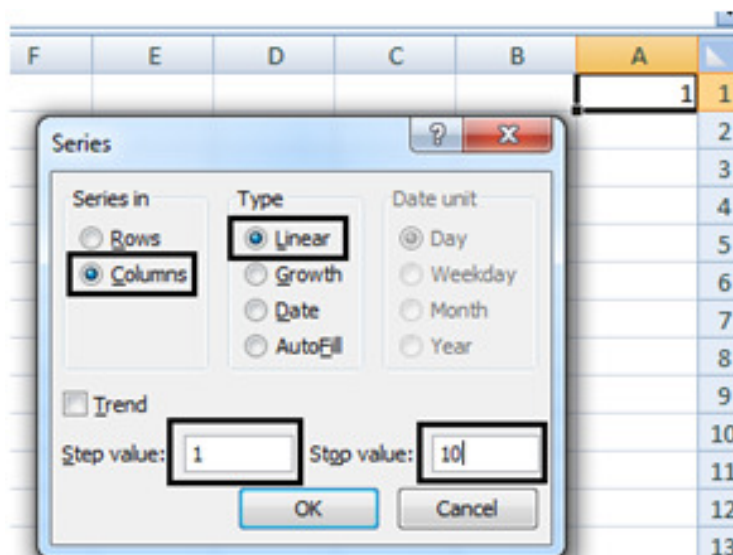 F E D C B A
1 1
2
3
4
5
6
7
8
9
10
11
12
13
Series
Series in Type Date unit
Rows Linear Day
Columns Growth Weekday
Date Month
AutoFill Year
Trend
Step value: 1 Stop value: 10
OK Cancel